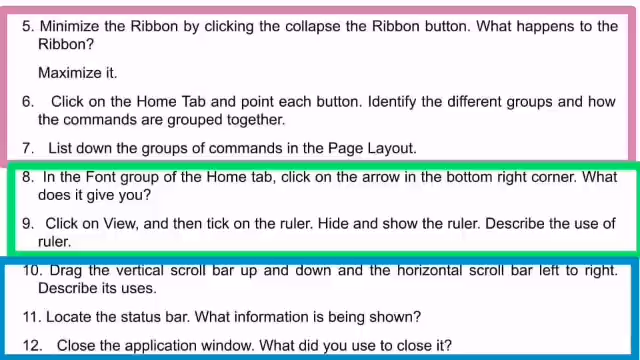 5. Minimize the Ribbon by clicking the collapse the Ribbon button. What happens to the
Ribbon?
Maximize it.
6. Click on the Home Tab and point each button. Identify the different groups and how
the commands are grouped together.
7. List down the groups of commands in the Page Layout.
8. In the Font group of the Home tab, click on the arrow in the bottom right corner. What
does it give you?
9. Click on View, and then tick on the ruler. Hide and show the ruler. Describe the use of
ruler.
10. Drag the vertical scroll bar up and down and the horizontal scroll bar left to right.
Describe its uses.
11. Locate the status bar. What information is being shown?
12. Close the application window. What did you use to close it?